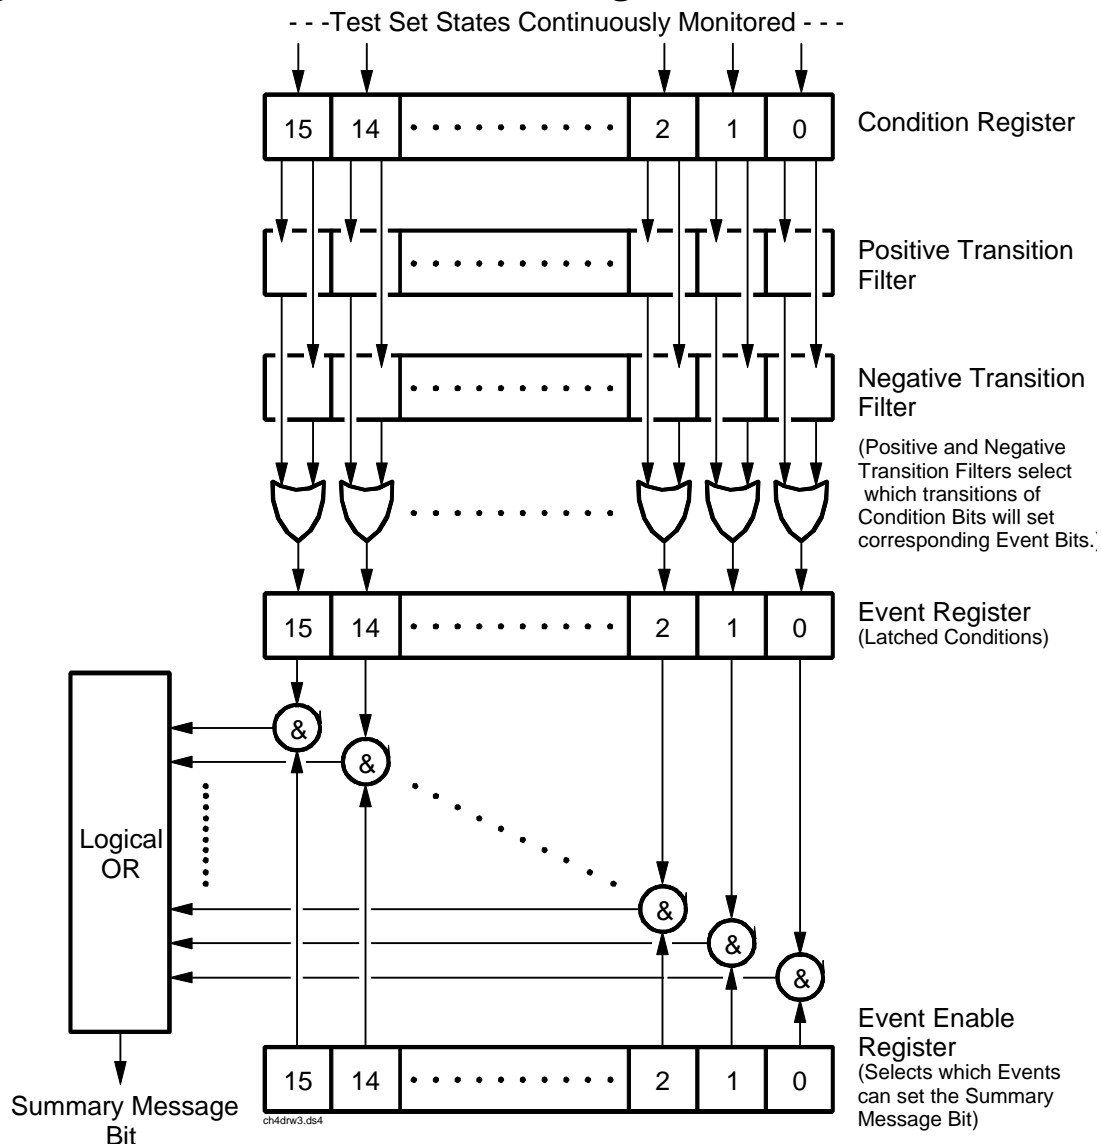 - - -Test Set States Continuously Monitored - - -
15 14 2 1 0
Condition Register
Positive Transition
Filter
Negative Transition
Filter
(Positive and Negative
Transition Filters select
which transitions of
Condition Bits will set
corresponding Event Bits.)
15 14 2 1 0
Event Register
(Latched Conditions)
&
&
Logical
OR
&
&
&
Event Enable
Register
(Selects which Events
can set the Summary
Message Bit)
15 14 2 1 0
Summary Message
Bit
ch4drw3.ds4